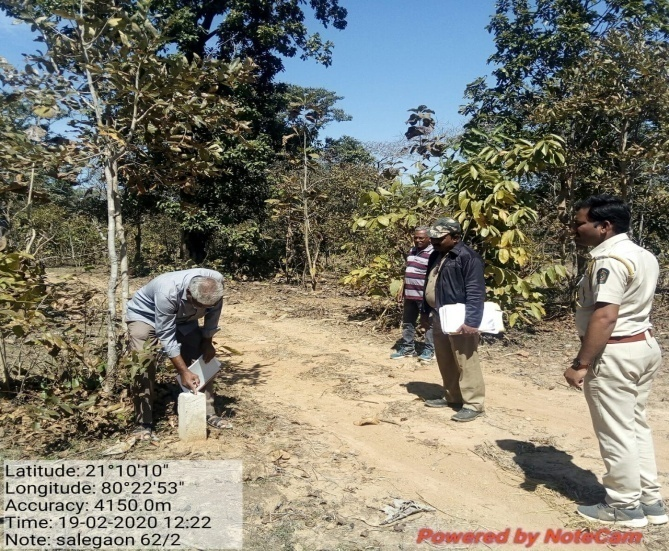 Latitude: 21°10'10"
Longitude: 80°22'53"
Accuracy: 4150.0m
Time: 19-02-2020 12:22
Note: salegaon 62/2
Powered by NoteCam